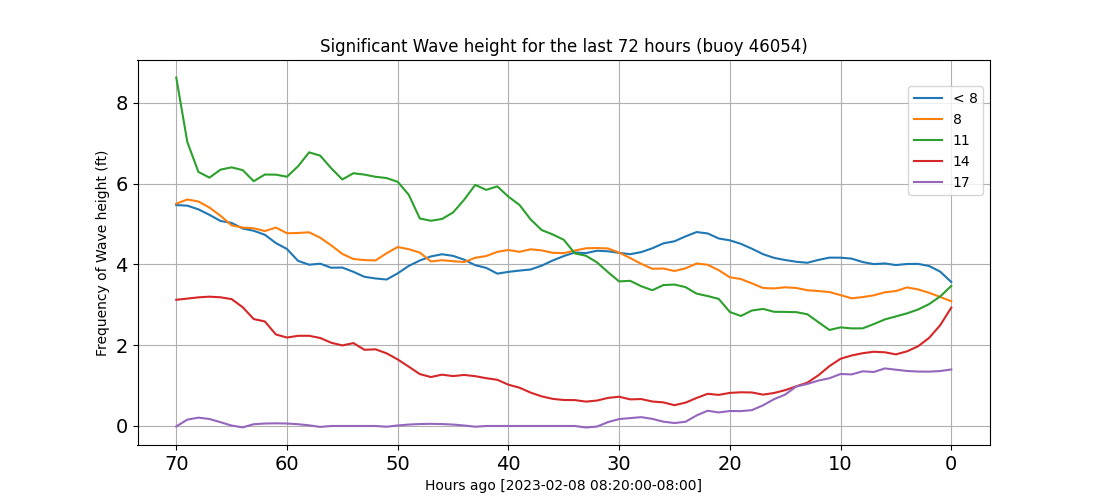 Significant Wave height for the last 72 hours (buoy 46054)
Frequency of Wave height (ft)
8
6
4
2
0
< 8
8
11
14
17
70 60 50 40 30 20 10 0
Hours ago [2023-02-08 08:20:00-08:00]